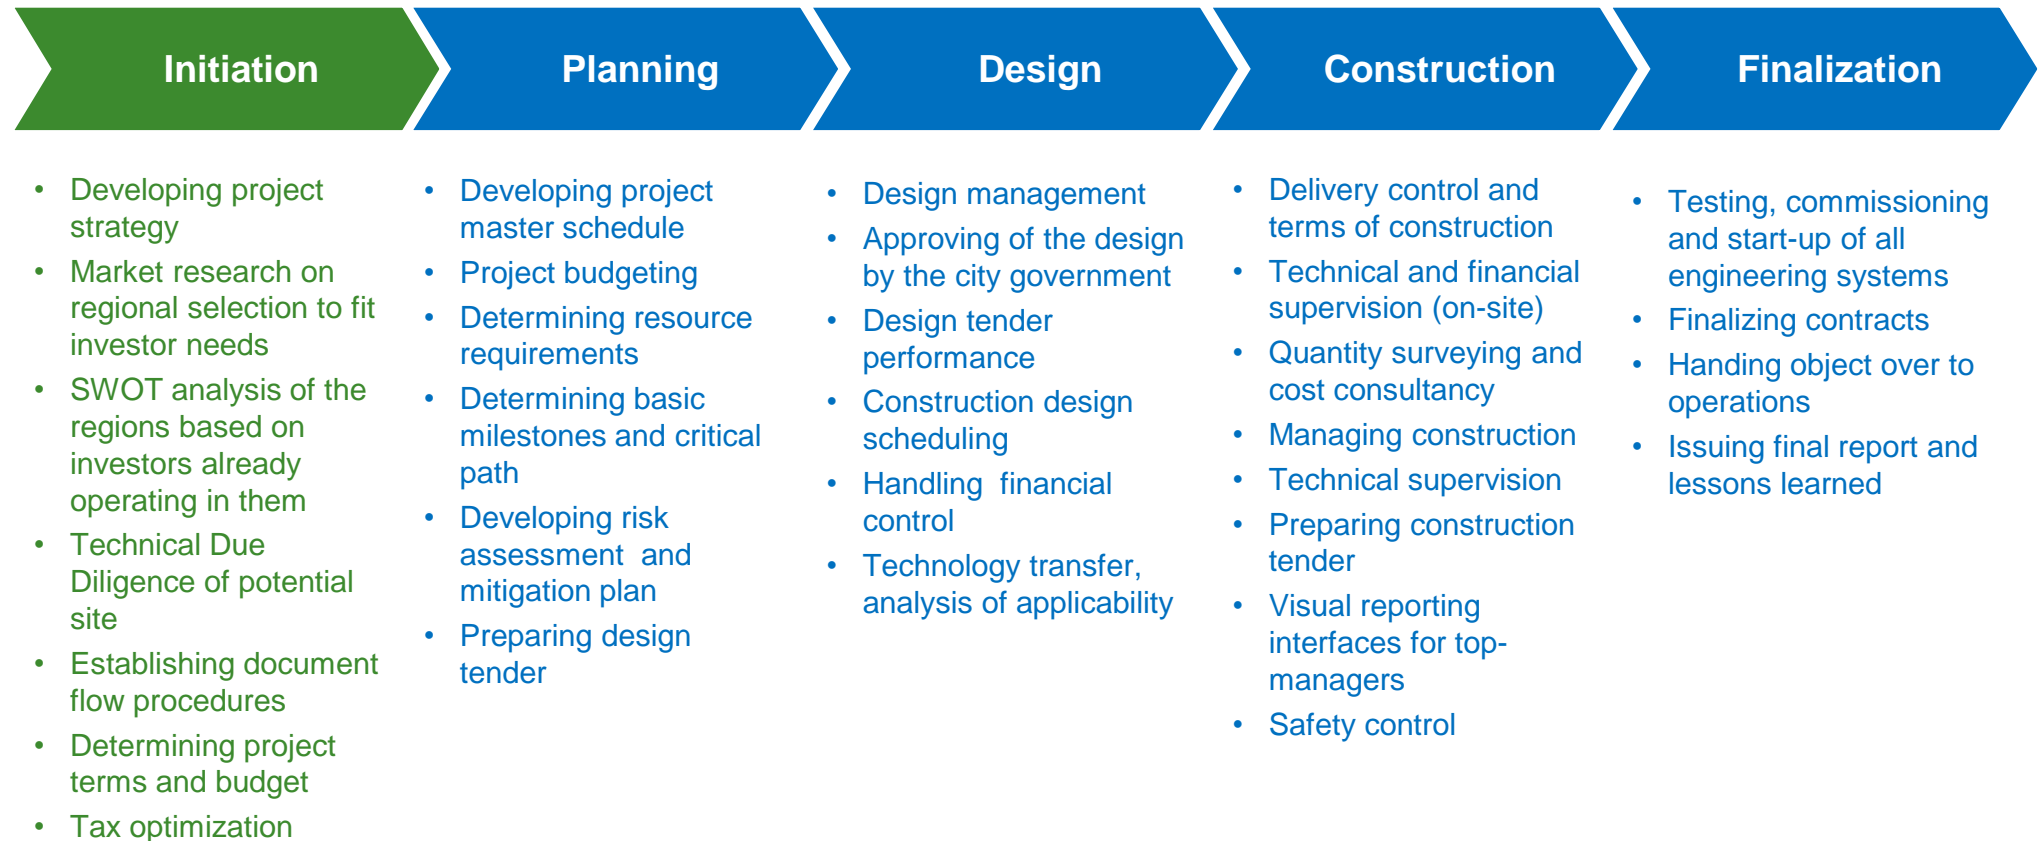 Initiation
Planning
Design
Construction
Finalization
• Developing project
strategy
• Market research on
regional selection to fit
investor needs
• SWOT analysis of the
regions based on
investors already
operating in them
• Technical Due
Diligence of potential
site
• Establishing document
flow procedures
• Determining project
terms and budget
• Tax optimization
• Developing project
master schedule
• Project budgeting
• Determining resource
requirements
• Determining basic
milestones and critical
path
• Developing risk
assessment and
mitigation plan
• Preparing design
tender
• Design management
• Approving of the design
by the city government
• Design tender
performance
• Construction design
scheduling
• Handling financial
control
• Technology transfer,
analysis of applicability
• Delivery control and
terms of construction
• Technical and financial
supervision (on-site)
• Quantity surveying and
cost consultancy
• Managing construction
• Technical supervision
• Preparing construction
tender
• Visual reporting
interfaces for top-
managers
• Safety control
• Testing, commissioning
and start-up of all
engineering systems
• Finalizing contracts
• Handing object over to
operations
• Issuing final report and
lessons learned